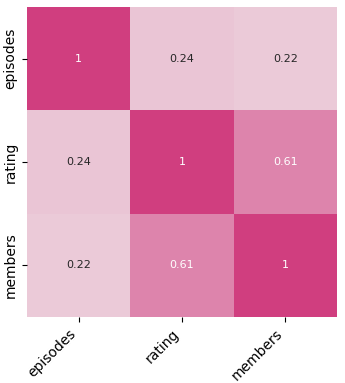 episodes 1 0.24 0.22
rating 0.24 1 0.61
members 0.22 0.61 1
episodes rating members